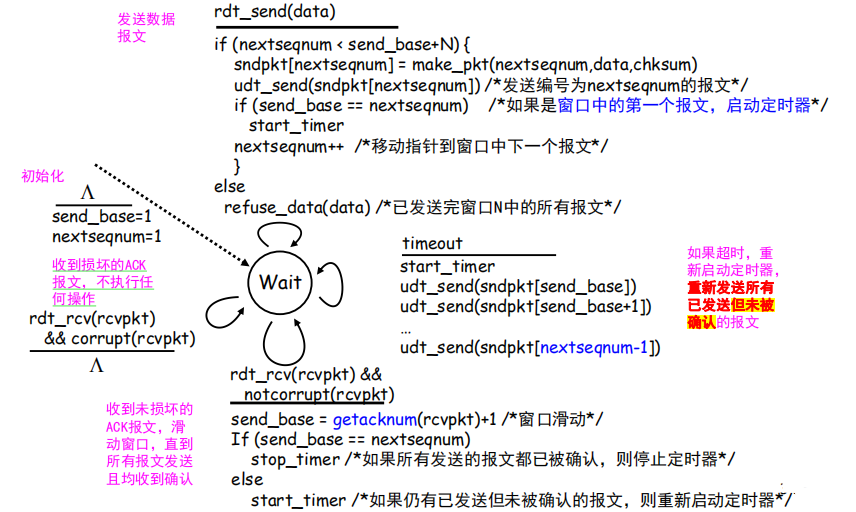 发送数据
报文
rdt_send(data)
if (nextseqnum < send_base+N) {
sndpkt[nextseqnum] = make_pkt(nextseqnum,data,chksum)
udt_send(sndpkt[nextseqnum]) /*发送编号为nextseqnum的报文*/
if (send_base == nextseqnum) /*如果是窗口中的第一个报文，启动定时器*/
start_timer
nextseqnum++ /*移动指针到窗口中下一个报文*/
}
else
refuse_data(data) /*已发送完窗口N中的所有报文*/
初始化
Λ
send_base=1
nextseqnum=1
收到损坏的ACK
报文，不执行任
何操作
rdt_rcv(rcvpkt)
&& corrupt(rcvpkt)
Λ
Wait
timeout
start_timer
udt_send(sndpkt[send_base])
udt_send(sndpkt[send_base+1])
…
udt_send(sndpkt[nextseqnum-1])
如果超时，重
新启动定时器，
重新发送所有
已发送但未被
确认的报文
rdt_rcv(rcvpkt) &&
notcorrupt(rcvpkt)
收到未损坏的
ACK报文，滑
动窗口，直到
所有报文发送
且均收到确认
send_base = getacknum(rcvpkt)+1 /*窗口滑动*/
If (send_base == nextseqnum)
stop_timer /*如果所有发送的报文都已被确认，则停止定时器*/
else
start_timer /*如果仍有已发送但未被确认的报文，则重新启动定时器*/